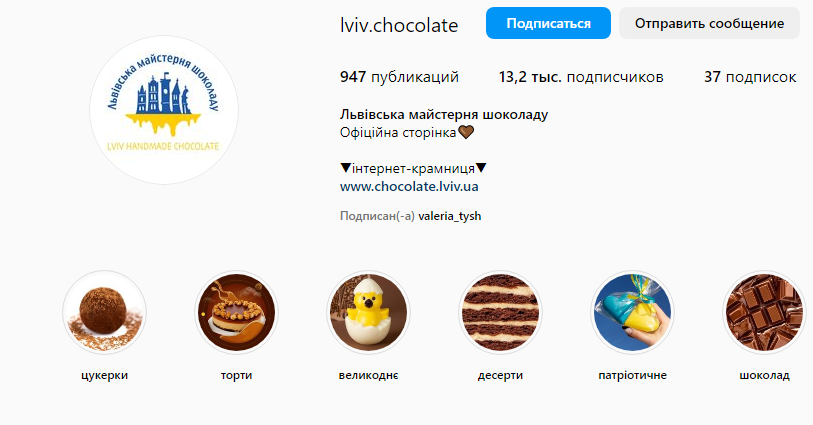 lviv.chocolate
Подписаться
Отправить сообщение
947 публикаций
13,2 тыс. подписчиков
37 подписок
Львівська майстерня шоколаду
LVIV HANDMADE CHOCOLATE
Львівська майстерня шоколаду
Офіційна сторінка🤎
▼інтернет-крамниця▼
www.chocolate.lviv.ua
Подписан(-а) valeria_tysh
цукерки
торти
великоднє
десерти
патріотичне
шоколад